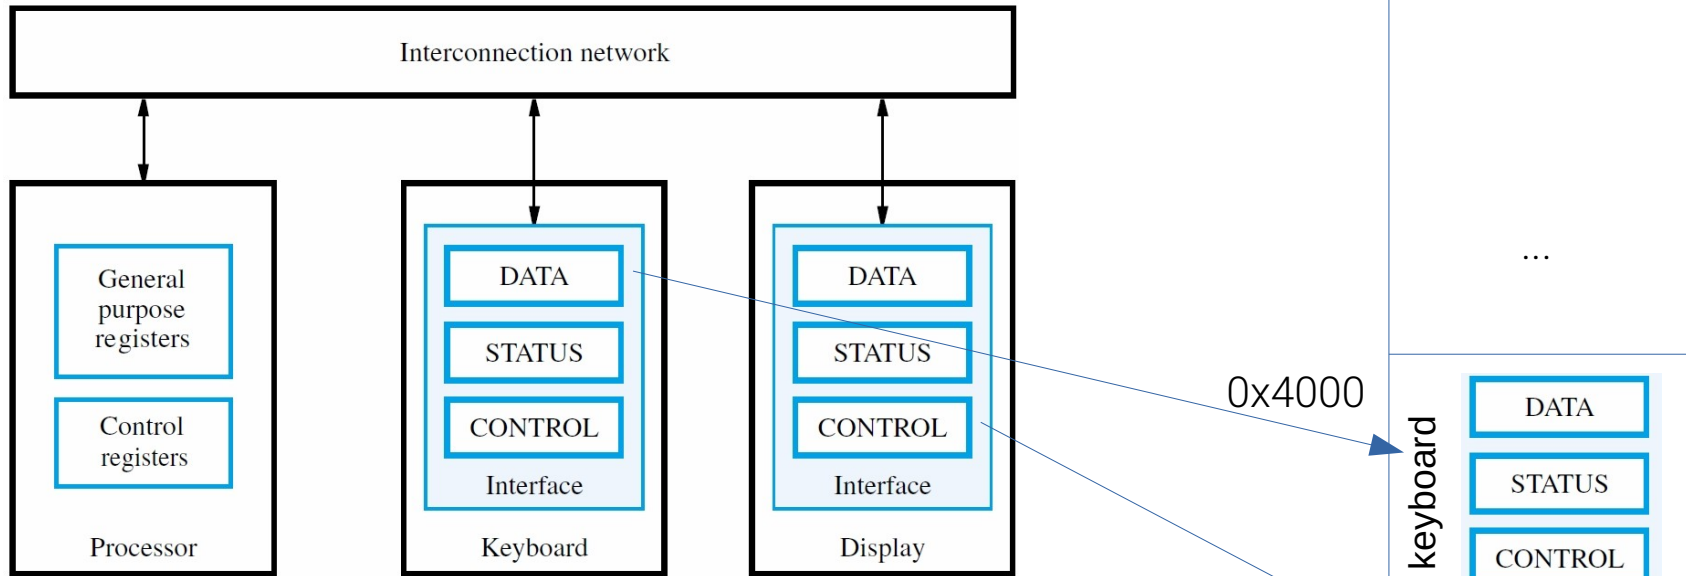 Interconnection network
General
purpose
registers
Control
registers
Processor
DATA
STATUS
CONTROL
Interface
Keyboard
DATA
STATUS
CONTROL
Interface
Display
...
0x4000
keyboard
DATA
STATUS
CONTROL